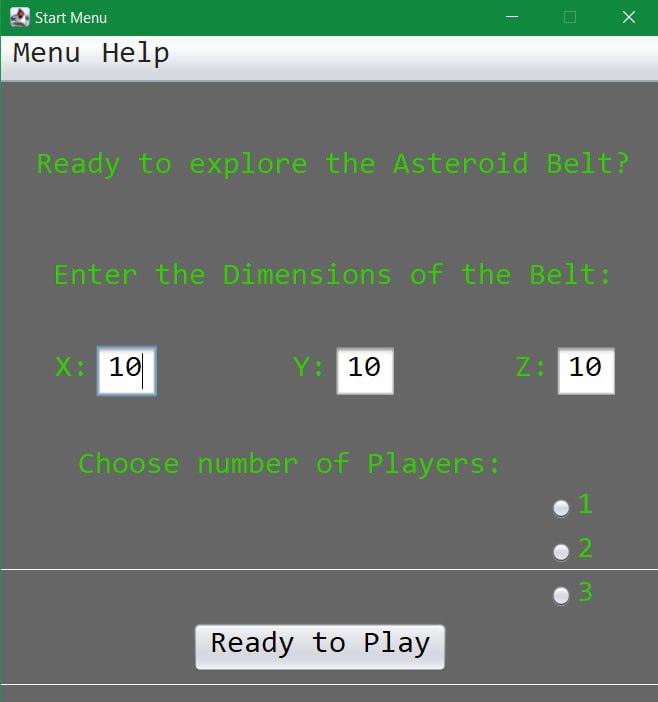 Start Menu
Menu Help
Ready to explore the Asteroid Belt?
Enter the Dimensions of the Belt:
X: 10 Y: 10 Z: 10
Choose number of Players:
1
2
3
Ready to Play